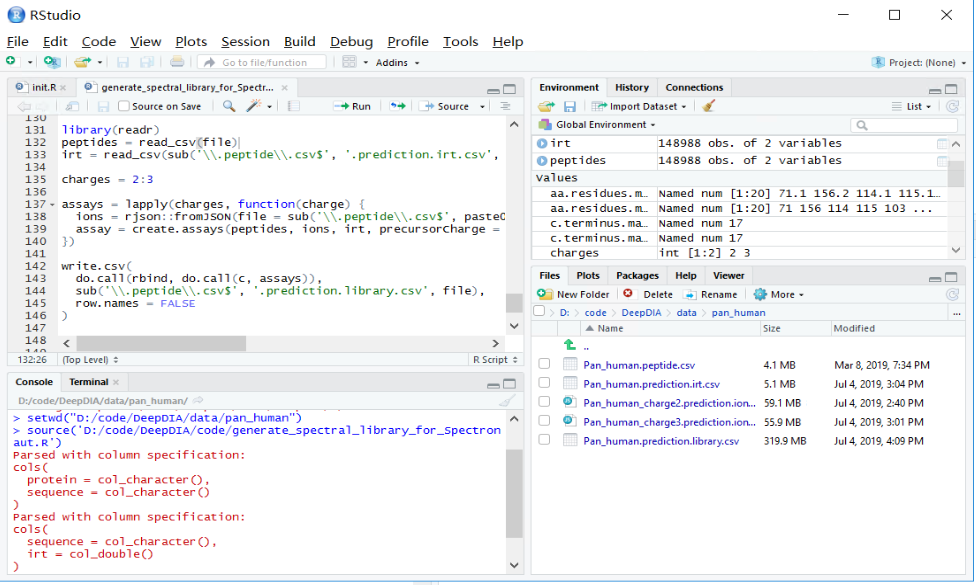 RStudio
File Edit Code View Plots Session Build Debug Profile Tools Help
Go to file/function Addins Project: (None)
init.R generate_spectral_library_for_Spectr...
Source on Save Run Source
130
131 library(readr)
132 peptides = read_csv(file)
133 irt = read_csv(sub('\\.peptide\\.csv$', '.prediction.irt.csv',
134
135 charges = 2:3
136
137 assays = lapply(charges, function(charge) {
138 ions = rjson::fromJSON(file = sub('\\.peptide\\.csv$', paste0
139 assay = create.assays(peptides, ions, irt, precursorCharge =
140 })
141
142 write.csv(
143 do.call(rbind, do.call(c, assays)),
144 sub('\\.peptide\\.csv$', '.prediction.library.csv', file),
145 row.names = FALSE
146 )
147
148
132:26 (Top Level) R Script
Console Terminal
D:/code/DeepDIA/data/pan_human/
> setwd("D:/code/DeepDIA/data/pan_human")
> source('D:/code/DeepDIA/code/generate_spectral_library_for_Spectron
aut.R')
Parsed with column specification:
cols(
protein = col_character(),
sequence = col_character()
)
Parsed with column specification:
cols(
sequence = col_character(),
irt = col_double()
)
Environment History Connections
Import Dataset List
Global Environment
irt 148988 obs. of 2 variables
peptides 148988 obs. of 2 variables
values
aa.residues.m... Named num [1:20] 71.1 156.2 114.1 115.1...
aa.residues.m... Named num [1:20] 71 156 114 115 103 ...
c.terminus.ma... Named num 17
c.terminus.ma... Named num 17
charges int [1:2] 2 3
Files Plots Packages Help Viewer
New Folder Delete Rename More
D: code DeepDIA data pan_human ...
Name Size Modified
..
Pan_human.peptide.csv 4.1 MB Mar 8, 2019, 7:34 PM
Pan_human.prediction.irt.csv 5.1 MB Jul 4, 2019, 3:04 PM
Pan_human_charge2.prediction.ion... 59.1 MB Jul 4, 2019, 2:40 PM
Pan_human_charge3.prediction.ion... 55.9 MB Jul 4, 2019, 3:01 PM
Pan_human.prediction.library.csv 319.9 MB Jul 4, 2019, 4:09 PM